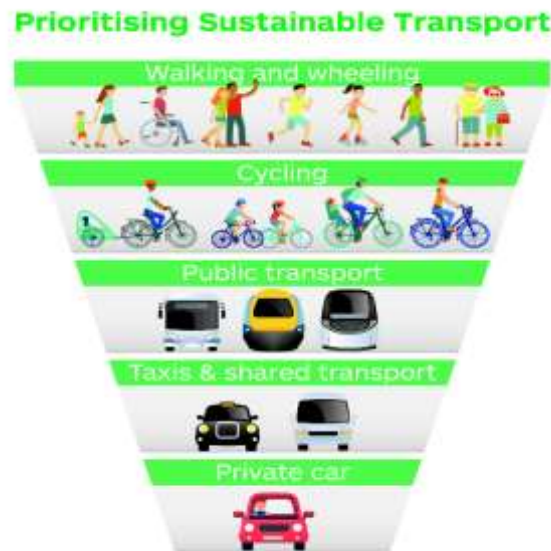 Prioritising Sustainable Transport
Walking and wheeling
Cycling
Public transport
Taxis & shared transport
Private car